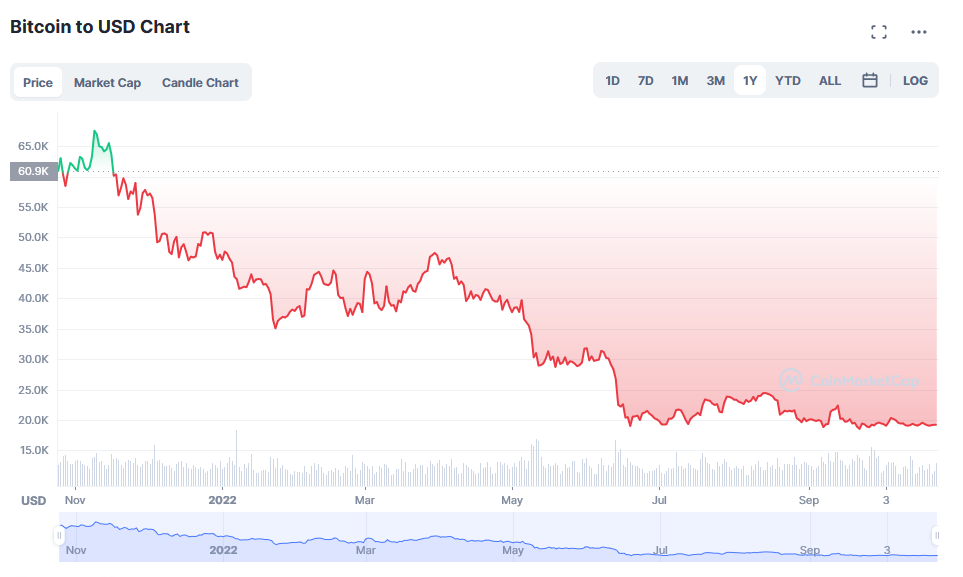 Bitcoin to USD Chart
Price Market Cap Candle Chart
1D 7D 1M 3M 1Y YTD ALL LOG
65.0K
60.9K
55.0K
50.0K
45.0K
40.0K
35.0K
30.0K
CoinMarketCap
25.0K
20.0K
15.0K
USD Nov 2022 Mar May Jul Sep 3
Nov 2022 Mar May Jul Sep 3